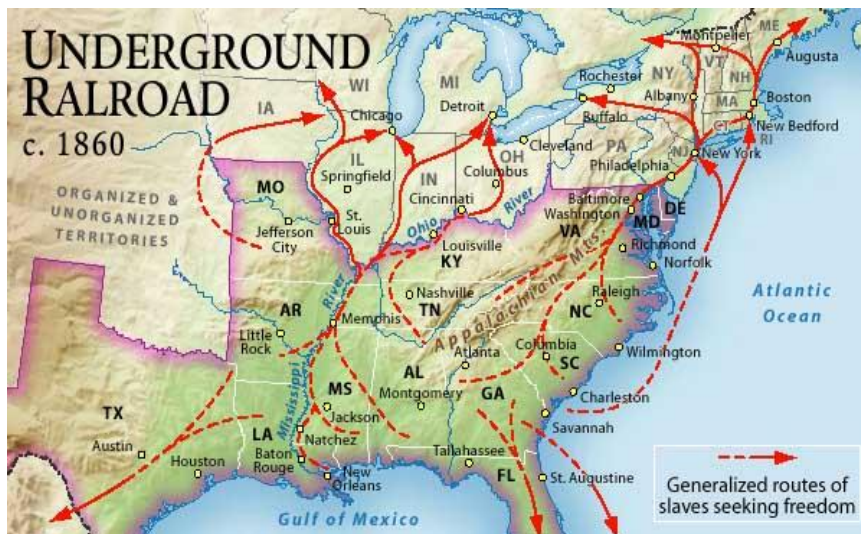 UNDERGROUND
RALROAD
c. 1860
ORGANIZED &
UNORGANIZED
TERRITORIES
IA
WI
MI
Chicago
Detroit
IL
Springfield
IN
OH
Columbus
Cleveland
Cincinnati
MO
Jefferson
City
St.
Louis
Ohio
River
Louisville
KY
Nashville
TN
Appalachian Mts.
VA
MD
DE
Baltimore
Washington
Richmond
Norfolk
Philadelphia
PA
NJ
New York
NY
Rochester
Buffalo
Albany
Montpelier
VT
NH
ME
Augusta
MA
Boston
CT
RI
New Bedford
Raleigh
NC
Wilmington
Columbia
SC
Charleston
Savannah
Atlanta
GA
AL
Montgomery
Memphis
River
Mississippi
AR
Little
Rock
MS
Jackson
Natchez
LA
Baton
Rouge
New
Orleans
TX
Austin
Houston
Tallahassee
FL
St. Augustine
Gulf of Mexico
Atlantic
Ocean
Generalized routes of
slaves seeking freedom